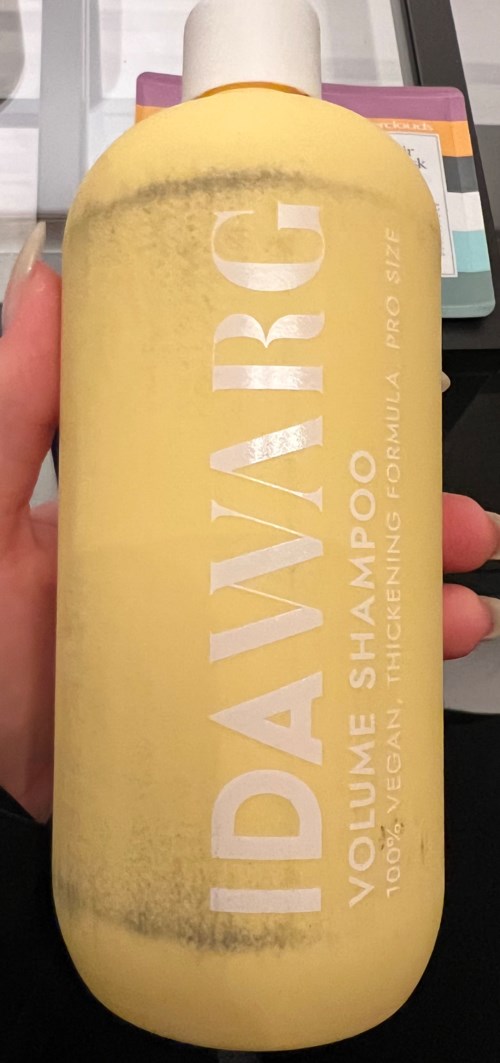 IDAWARG
VOLUME SHAMPOO
100% VEGAN, THICKENING FORMULA. PRO SIZE